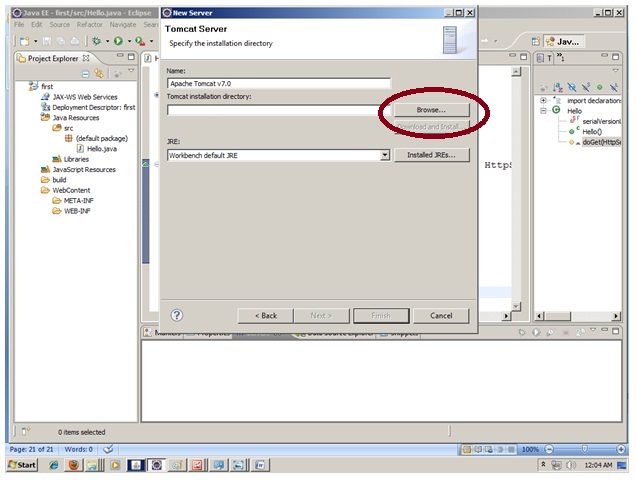 Java EE - first/src/Hello.java - Eclipse
File Edit Source Refactor Navigate Search
New Server
Tomcat Server
Specify the installation directory
Name:
Apache Tomcat v7.0
Tomcat installation directory:
Browse...
Download and Install...
JRE:
Workbench default JRE
Installed JREs...
< Back
Next >
Finish
Cancel
Project Explorer
first
JAX-WS Web Services
Deployment Descriptor: first
Java Resources
src
(default package)
Hello.java
Libraries
JavaScript Resources
build
WebContent
META-INF
WEB-INF
H
HttpS
Jav...
T
import declarations
Hello
serialVersionU
Hello()
doGet(HttpSe
Markers Properties Data Source Explorer Snippets
0 items selected
Page: 21 of 21 Words: 0 100%
Start 12:04 AM